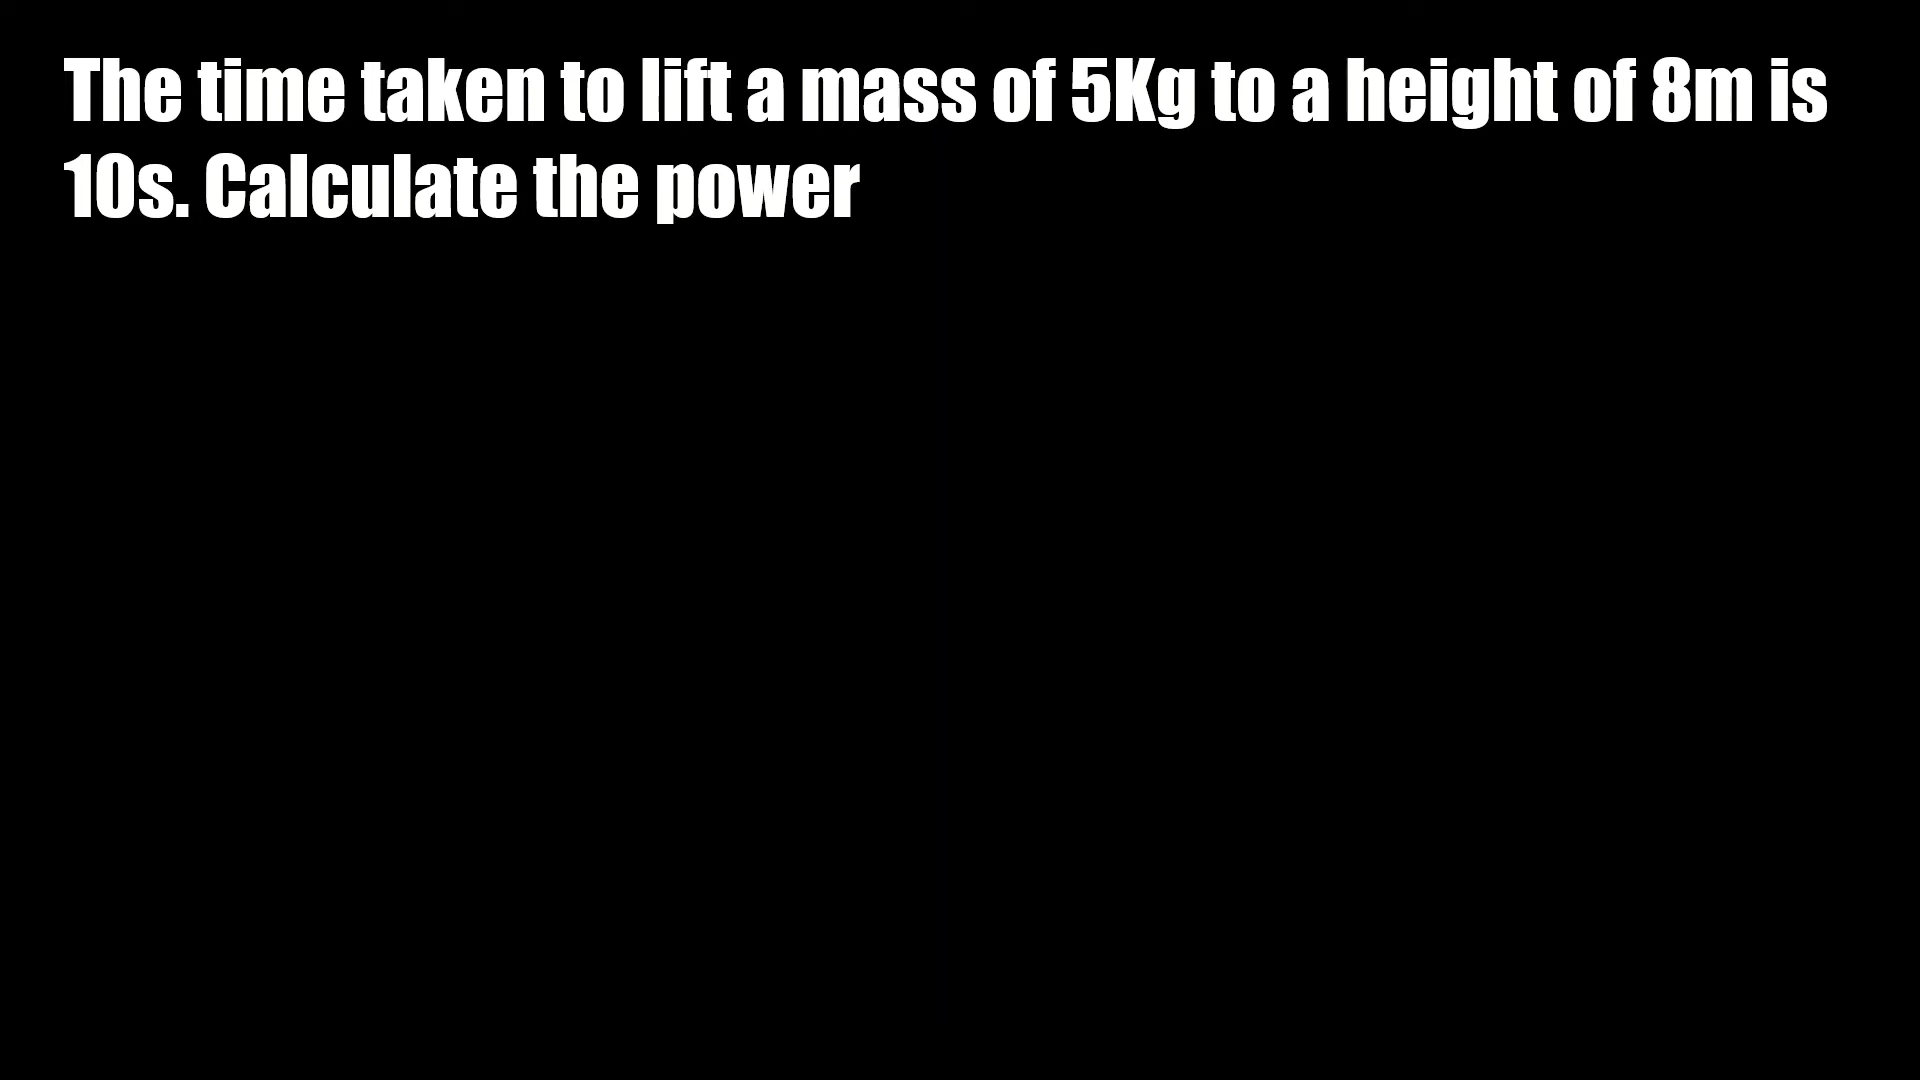 The time taken to lift a mass of 5Kg to a height of 8m is
10s. Calculate the power